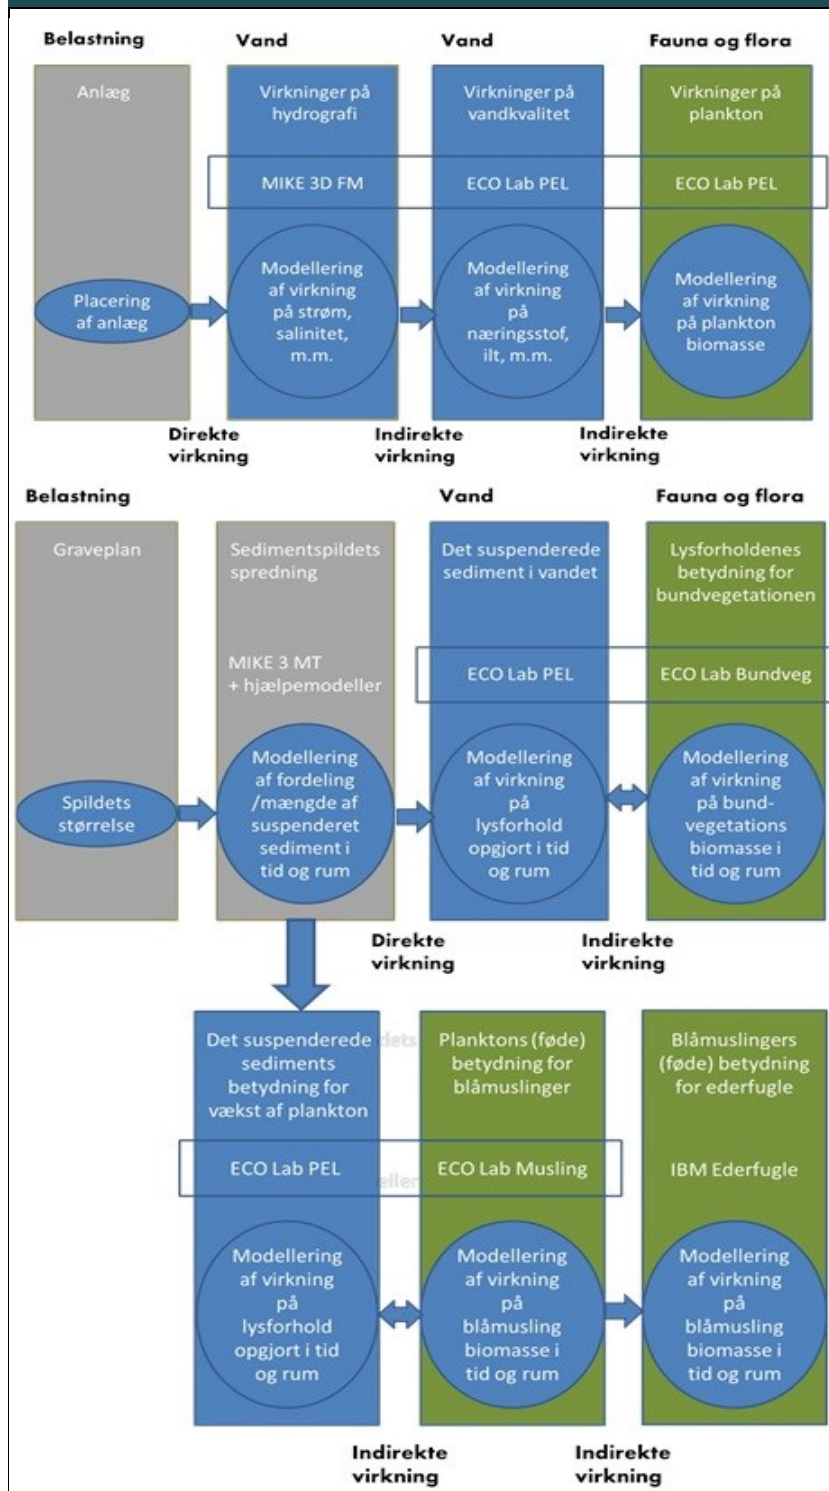 Belastning
Vand
Vand
Fauna og flora
Anlæg
Virkninger på
hydrografi
Virkninger på
vandkvalitet
Virkninger på
plankton
MIKE 3D FM
ECO Lab PEL
ECO Lab PEL
Placering
af anlæg
Modellering
af virkning
på strøm,
salinitet,
m.m.
Modellering
af virkning
på
næringsstof,
ilt, m.m.
Modellering
af virkning
på plankton
biomasse
Direkte
virkning
Indirekte
virkning
Indirekte
virkning
Belastning
Vand
Fauna og flora
Graveplan
Sedimentspildets
spredning
Det suspenderede
sediment i vandet
Lysforholdenes
betydning for
bundvegetationen
MIKE 3 MT
+ hjælpemodeller
ECO Lab PEL
ECO Lab Bundveg
Spildets
størrelse
Modellering
af fordeling
/mængde af
suspenderet
sediment i
tid og rum
Modellering
af virkning
på
lysforhold
opgjort i tid
og rum
Modellering
af virkning
på bund-
vegetations
biomasse i
tid og rum
Direkte
virkning
Indirekte
virkning
Det suspenderede
sediments
betydning for
vækst af plankton
dets
Planktons (føde)
betydning for
blåmuslinger
Blåmuslingers
(føde) betydning
for ederfugle
ECO Lab PEL
eller
ECO Lab Musling
IBM Ederfugle
Modellering
af virkning
på
lysforhold
opgjort i tid
og rum
Modellering
af virkning
på
blåmusling
biomasse i
tid og rum
Modellering
af virkning
på
blåmusling
biomasse i
tid og rum
Indirekte
virkning
Indirekte
virkning